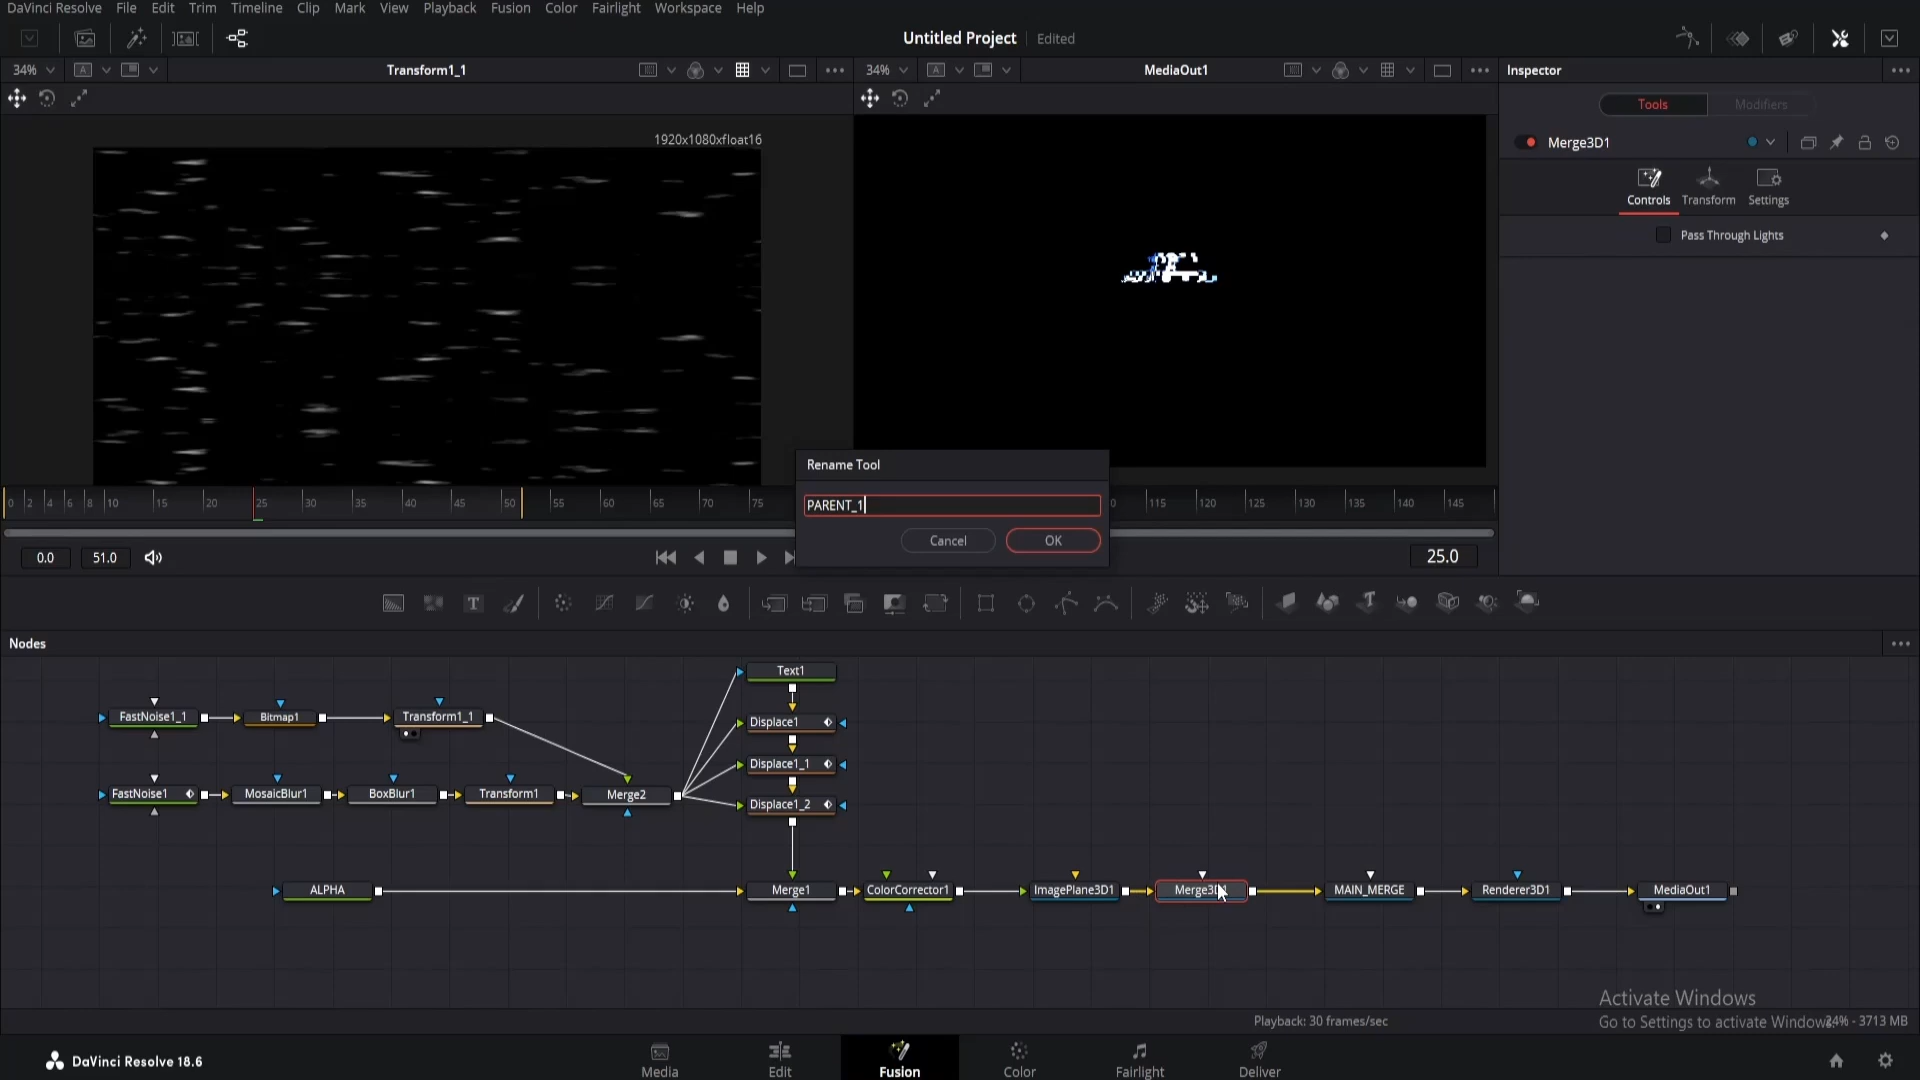 DaVinci Resolve File Edit Trim Timeline Clip Mark View Playback Fusion Color Fairlight Workspace Help
Untitled Project Edited
34% A Transform1_1
34% A MediaOut1
Inspector
Tools Modifiers
1920x1080xfloat16
Merge3D1
Controls Transform Settings
Pass Through Lights
Rename Tool
PARENT_1
Cancel OK
0 2 4 6 8 10 15 20 25 30 35 40 45 50 55 60 65 70 75 0 115 120 125 130 135 140 145
0.0 51.0 25.0
T T
Nodes
Text1
FastNoise1_1 Bitmap1 Transform1_1 Displace1
Displace1_1
FastNoise1 MosaicBlur1 BoxBlur1 Transform1 Merge2 Displace1_2
ALPHA Merge1 ColorCorrector1 ImagePlane3D1 Merge3D1 MAIN_MERGE Renderer3D1 MediaOut1
Activate Windows
Go to Settings to activate Windows.
Playback: 30 frames/sec 24% - 3713 MB
DaVinci Resolve 18.6
Media Edit Fusion Color Fairlight Deliver